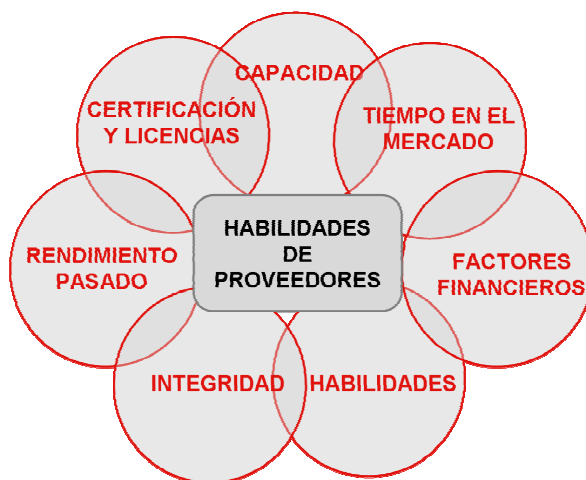 CAPACIDAD
CERTIFICACIÓN
Y LICENCIAS
TIEMPO EN EL
MERCADO
HABILIDADES
DE
PROVEEDORES
RENDIMIENTO
PASADO
FACTORES
FINANCIEROS
INTEGRIDAD
HABILIDADES